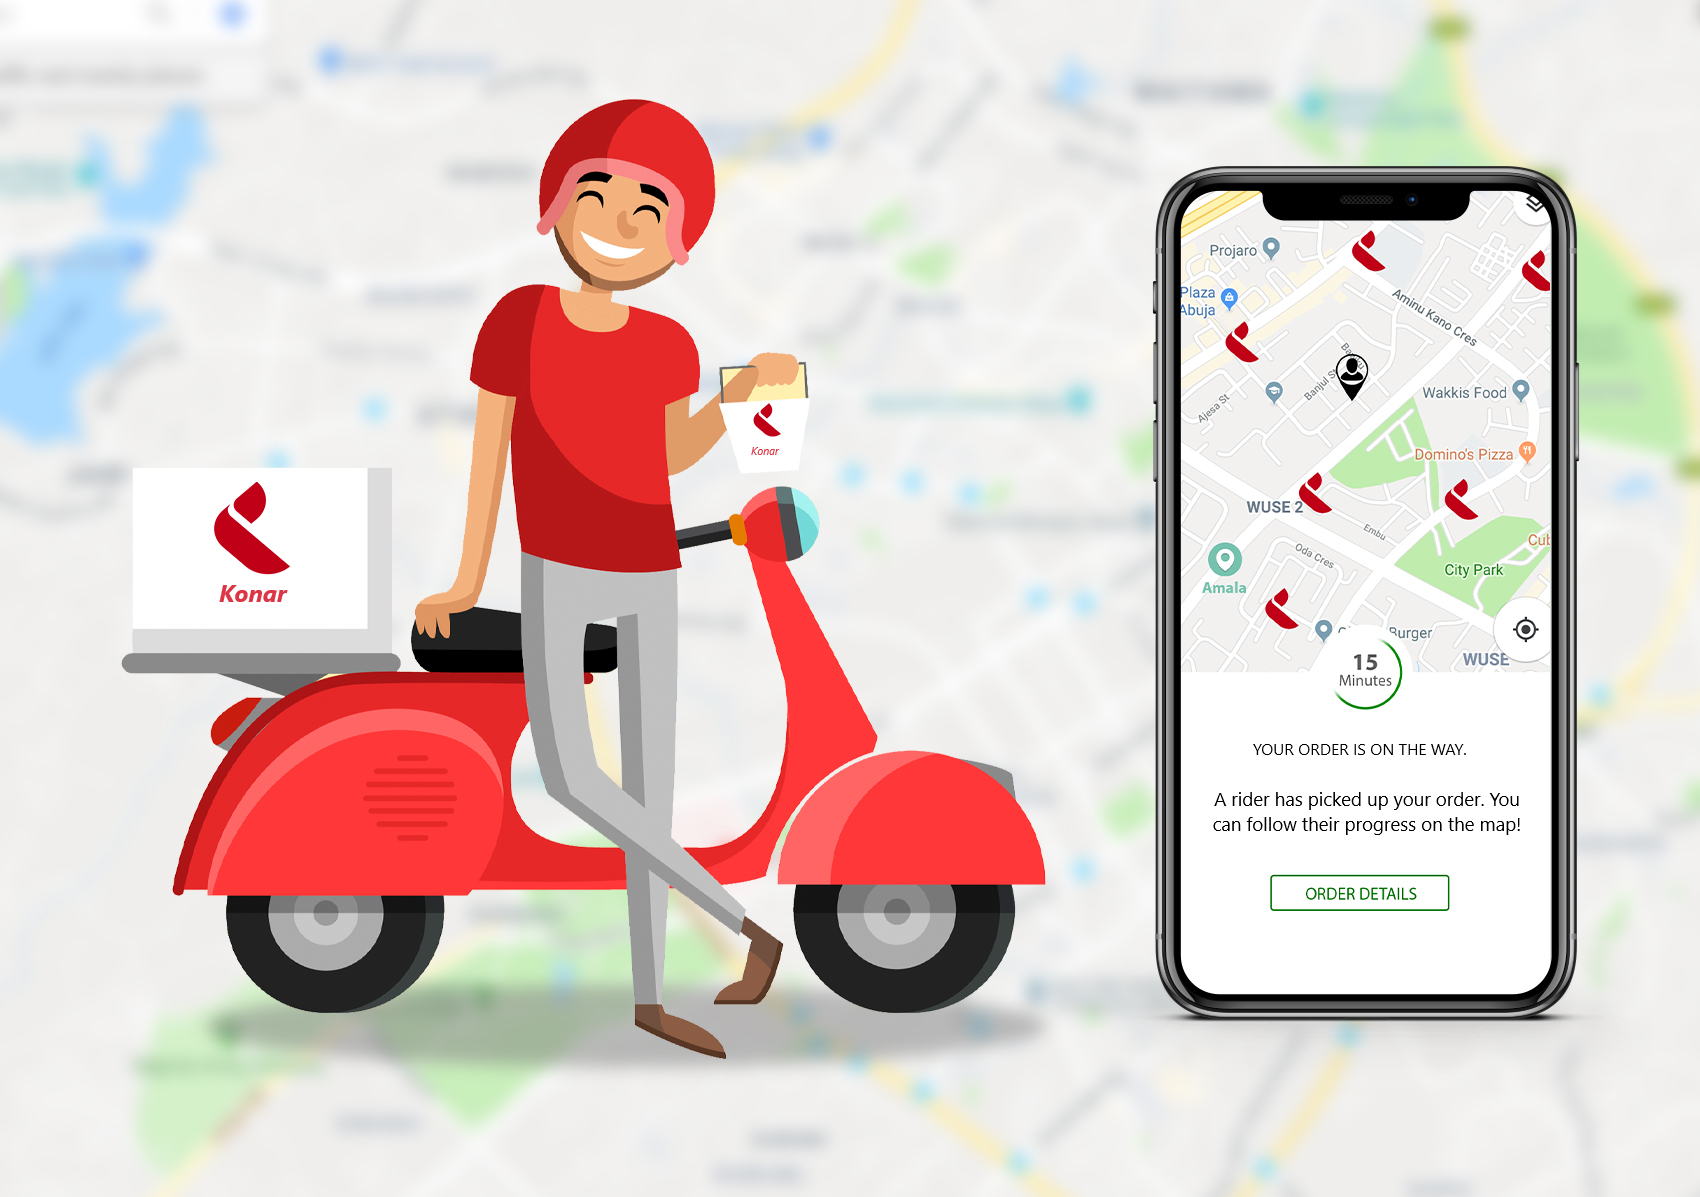 Konar
Konar
Projaro
Plaza
Abuja
Aminu Kano Cres
Banjul St
Ajesa St
Wakkis Food
Domino's Pizza
WUSE 2
Embu
Oda Cres
City Park
Amala
Burger
WUSE
15
Minutes
YOUR ORDER IS ON THE WAY.
A rider has picked up your order. You
can follow their progress on the map!
ORDER DETAILS